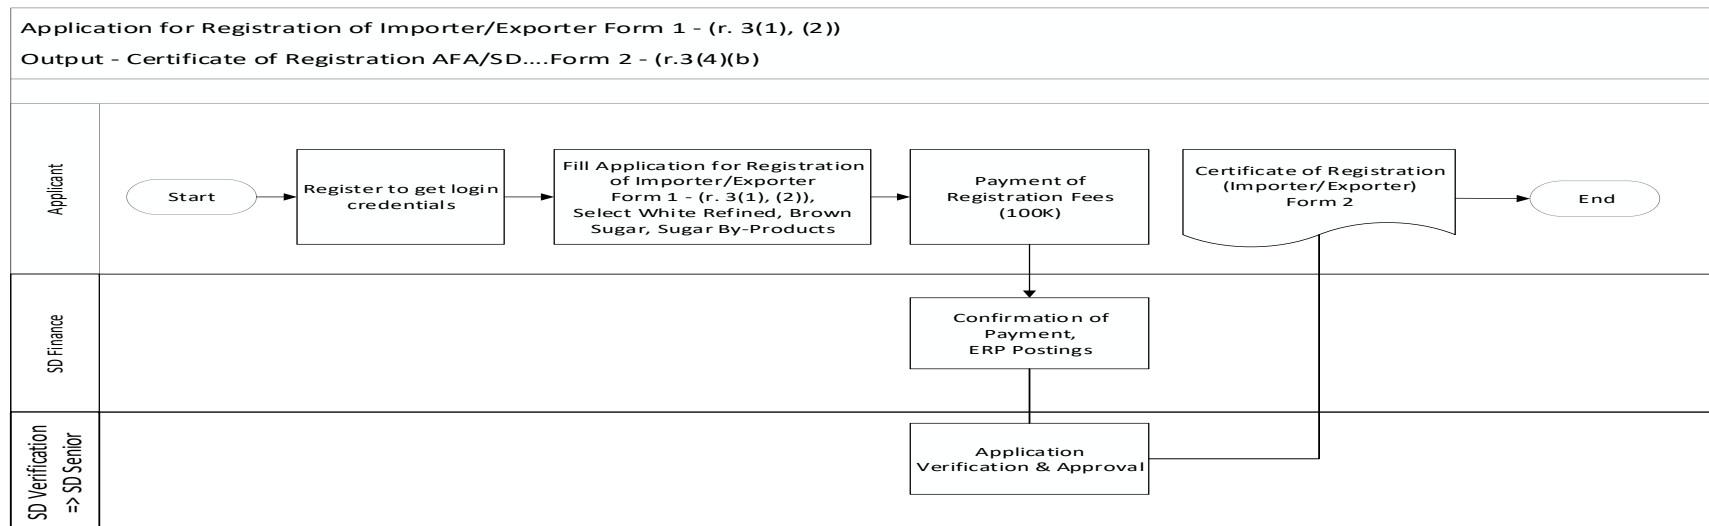 Application for Registration of Importer/Exporter Form 1 - (r. 3(1), (2))
Output - Certificate of Registration AFA/SD....Form 2 - (r.3(4)(b)
Applicant
Start
Register to get login
credentials
Fill Application for Registration
of Importer/Exporter
Form 1 - (r. 3(1), (2)),
Select White Refined, Brown
Sugar, Sugar By-Products
Payment of
Registration Fees
(100K)
Certificate of Registration
(Importer/Exporter)
Form 2
End
SD Finance
Confirmation of
Payment,
ERP Postings
SD Verification
=> SD Senior
Application
Verification & Approval